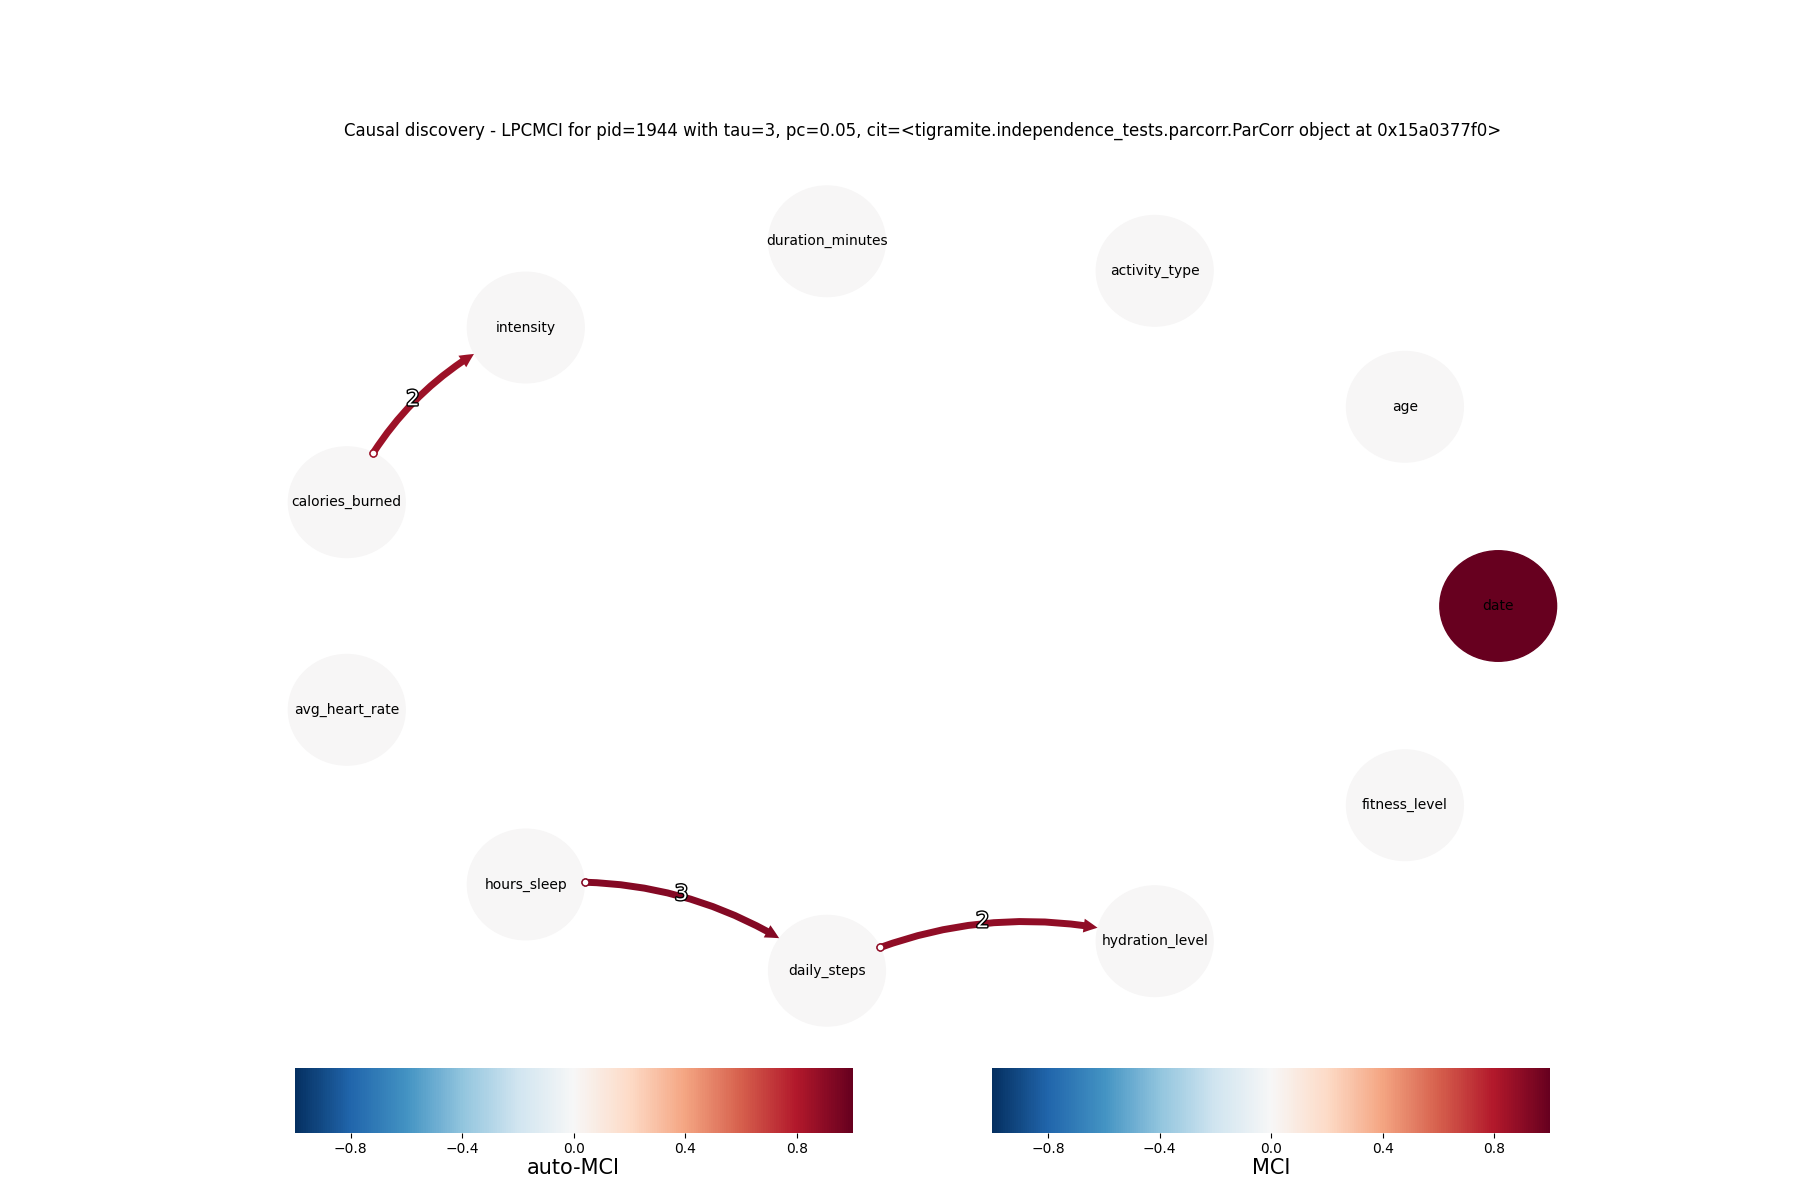 Causal discovery - LPCMCI for pid=1944 with tau=3, pc=0.05, cit=<tigramite.independence_tests.parcorr.ParCorr object at 0x15a0377f0>
duration_minutes
activity_type
intensity
2
age
calories_burned
date
avg_heart_rate
fitness_level
hours_sleep
3
2
hydration_level
daily_steps
−0.8 −0.4 0.0 0.4 0.8
auto-MCI
−0.8 −0.4 0.0 0.4 0.8
MCI